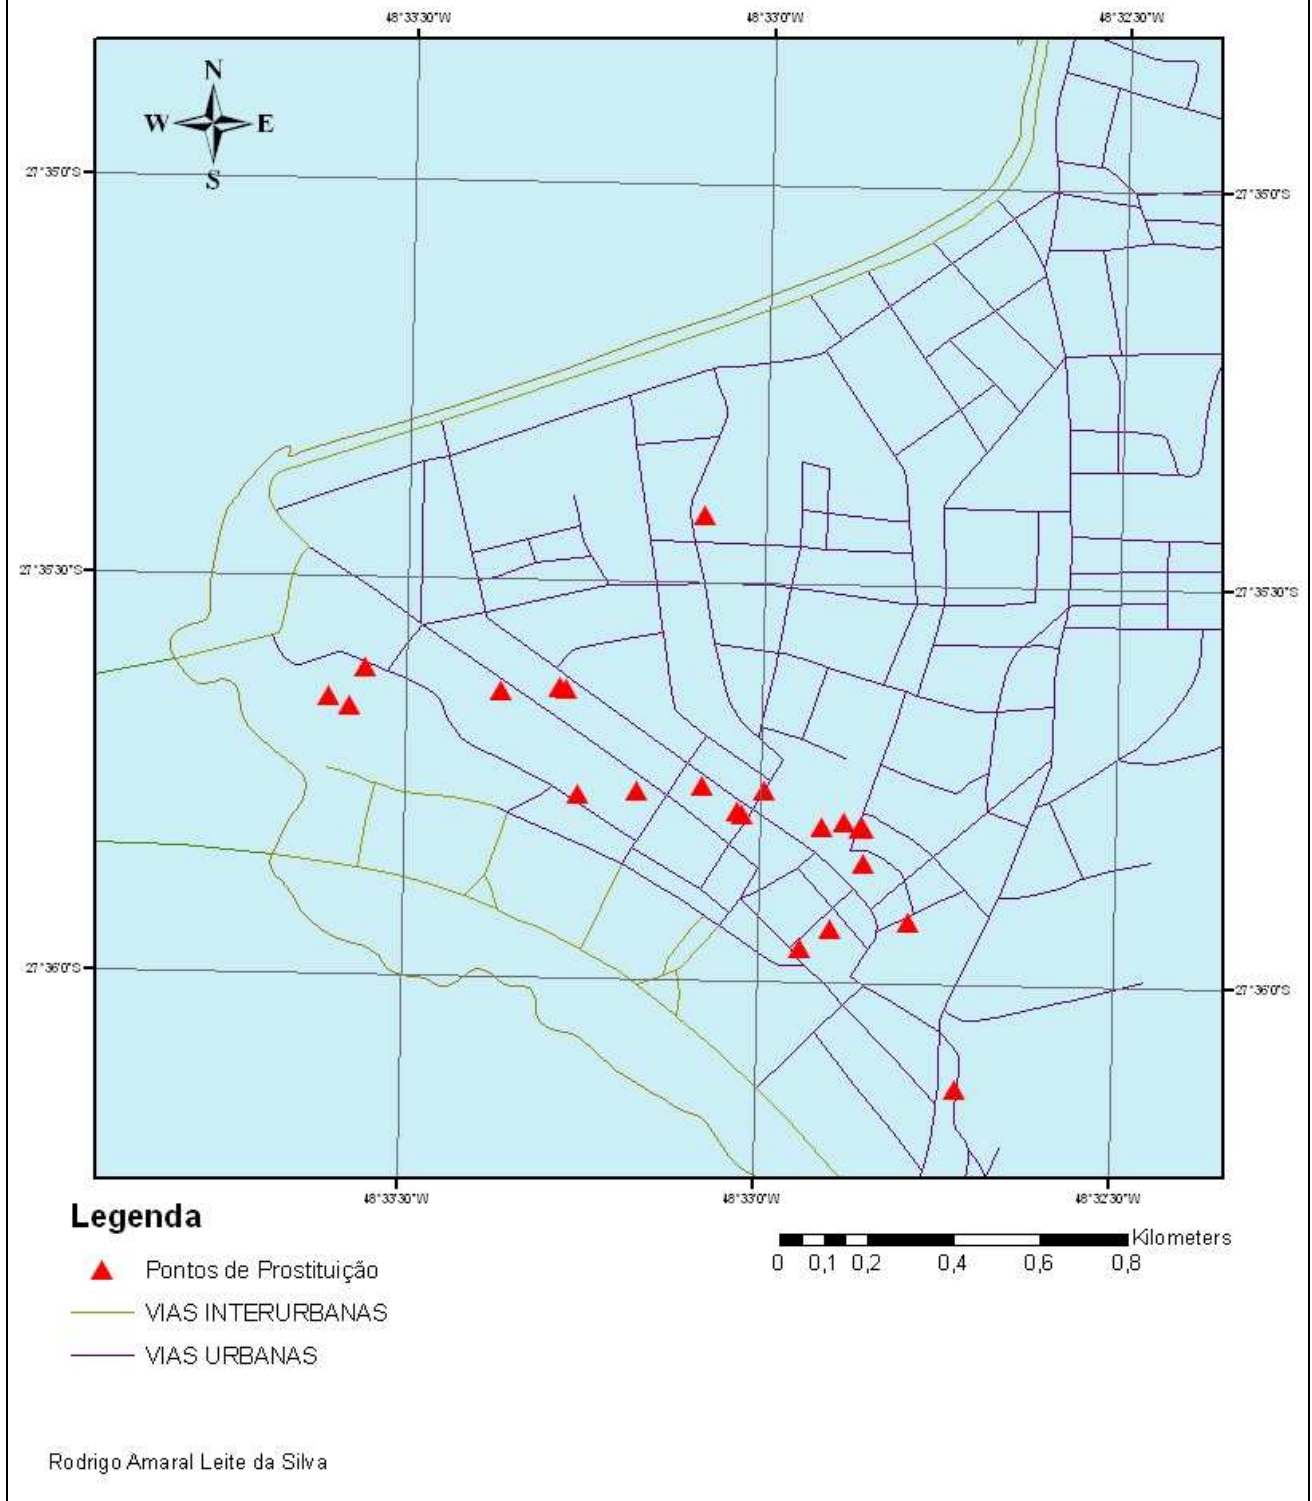 48°33'30"W 48°33'0"W 48°32'30"W
N
W E
S
27°35'0"S
27°35'0"S
27°35'30"S
27°35'30"S
27°36'0"S
27°36'0"S
48°33'30"W 48°33'0"W 48°32'30"W
Legenda
Pontos de Prostituição
VIAS INTERURBANAS
VIAS URBANAS
Kilometers
0 0,1 0,2 0,4 0,6 0,8
Rodrigo Amaral Leite da Silva